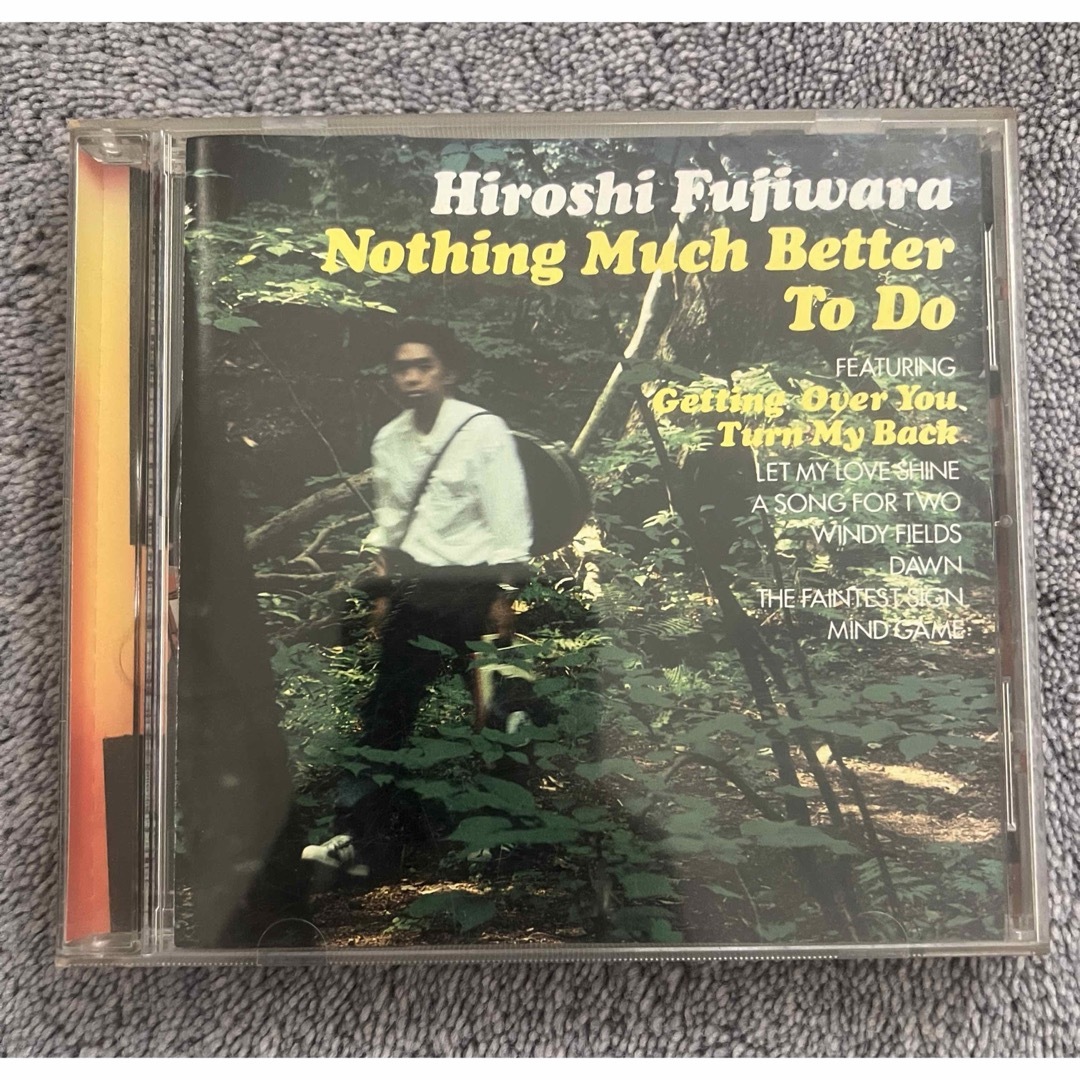 Hiroshi Fujiwara
Nothing Much Better
To Do
FEATURING
Getting Over You
Turn My Back
LET MY LOVE SHINE
A SONG FOR TWO
WINDY FIELDS
DAWN
THE FAINTEST SIGN
MIND GAME